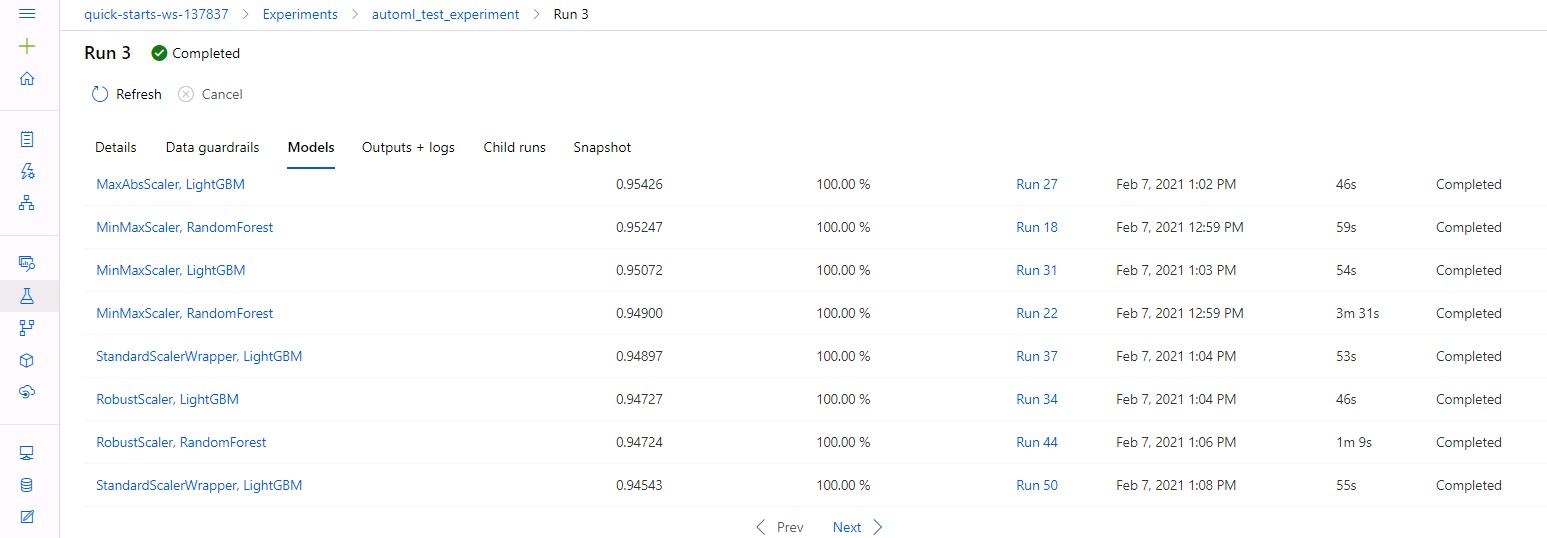 quick-starts-ws-137837 > Experiments > automl_test_experiment > Run 3
Run 3 Completed
Refresh Cancel
Details Data guardrails Models Outputs + logs Child runs Snapshot
MaxAbsScaler, LightGBM 0.95426 100.00 % Run 27 Feb 7, 2021 1:02 PM 46s Completed
MinMaxScaler, RandomForest 0.95247 100.00 % Run 18 Feb 7, 2021 12:59 PM 59s Completed
MinMaxScaler, LightGBM 0.95072 100.00 % Run 31 Feb 7, 2021 1:03 PM 54s Completed
MinMaxScaler, RandomForest 0.94900 100.00 % Run 22 Feb 7, 2021 12:59 PM 3m 31s Completed
StandardScalerWrapper, LightGBM 0.94897 100.00 % Run 37 Feb 7, 2021 1:04 PM 53s Completed
RobustScaler, LightGBM 0.94727 100.00 % Run 34 Feb 7, 2021 1:04 PM 46s Completed
RobustScaler, RandomForest 0.94724 100.00 % Run 44 Feb 7, 2021 1:06 PM 1m 9s Completed
StandardScalerWrapper, LightGBM 0.94543 100.00 % Run 50 Feb 7, 2021 1:08 PM 55s Completed
Prev Next